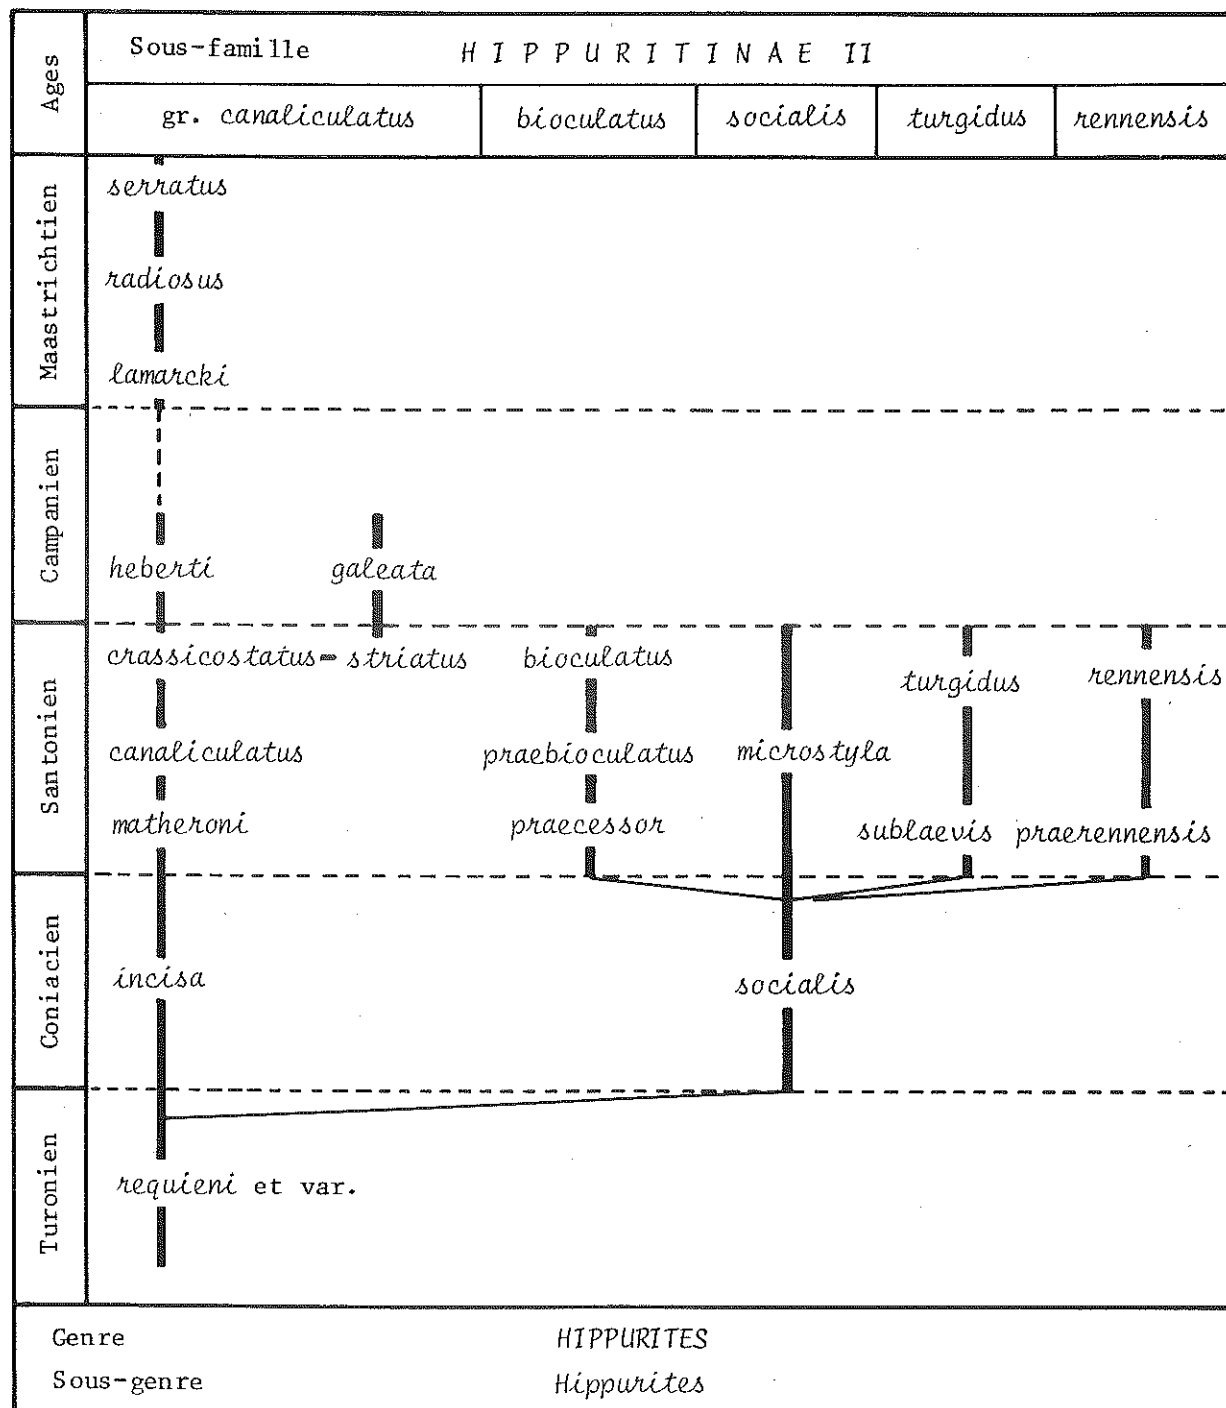 Ages
Sous-famille HIPPURITINAE II
gr. canaliculatus bioculatus socialis turgidus rennensis
Maastrichtien
serratus
radiosus
lamarcki
Campanien
heberti galeata
Santonien
crassicostatus- striatus bioculatus turgidus rennensis
canaliculatus praebioculatus microstyla
matheroni praecessor sublaevis praerennensis
Coniacien
incisa socialis
Turonien
requieni et var.
Genre HIPPURITES
Sous-genre Hippurites